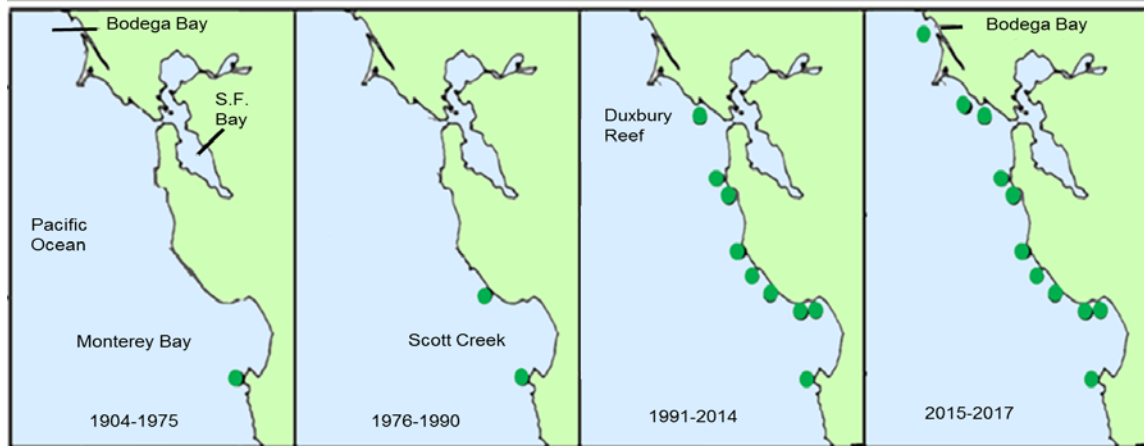 Bodega Bay
S.F.
Bay
Pacific
Ocean
Monterey Bay
1904-1975
Scott Creek
1976-1990
Duxbury
Reef
1991-2014
Bodega Bay
2015-2017